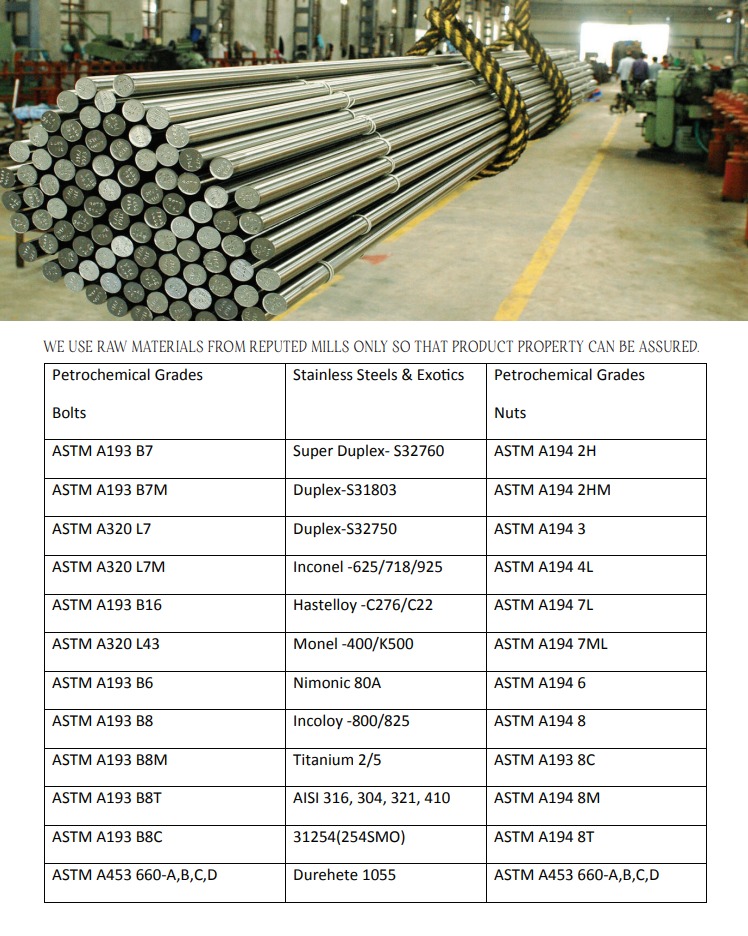 WE USE RAW MATERIALS FROM REPUTED MILLS ONLY SO THAT PRODUCT PROPERTY CAN BE ASSURED.
Petrochemical Grades Stainless Steels & Exotics Petrochemical Grades
Bolts Nuts
ASTM A193 B7 Super Duplex- S32760 ASTM A194 2H
ASTM A193 B7M Duplex-S31803 ASTM A194 2HM
ASTM A320 L7 Duplex-S32750 ASTM A194 3
ASTM A320 L7M Inconel -625/718/925 ASTM A194 4L
ASTM A193 B16 Hastelloy -C276/C22 ASTM A194 7L
ASTM A320 L43 Monel -400/K500 ASTM A194 7ML
ASTM A193 B6 Nimonic 80A ASTM A194 6
ASTM A193 B8 Incoloy -800/825 ASTM A194 8
ASTM A193 B8M Titanium 2/5 ASTM A193 8C
ASTM A193 B8T AISI 316, 304, 321, 410 ASTM A194 8M
ASTM A193 B8C 31254(254SMO) ASTM A194 8T
ASTM A453 660-A,B,C,D Durehete 1055 ASTM A453 660-A,B,C,D